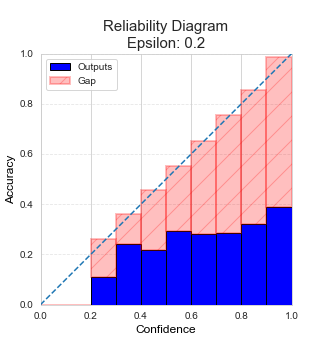 Reliability Diagram
Epsilon: 0.2
Outputs
Gap
1.0
0.8
0.6
0.4
0.2
0.0
Accuracy
0.0 0.2 0.4 0.6 0.8 1.0
Confidence